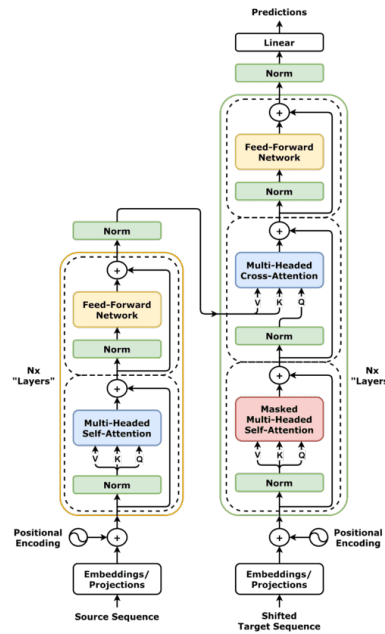 Predictions
Linear
Norm
Feed-Forward
Network
Norm
Multi-Headed
Cross-Attention
V K Q
Norm
Masked
Multi-Headed
Self-Attention
V K Q
Norm
Nx
"Layers"
Positional
Encoding
Embeddings/
Projections
Shifted
Target Sequence
Norm
Feed-Forward
Network
Norm
Nx
"Layers"
Multi-Headed
Self-Attention
V K Q
Norm
Positional
Encoding
Embeddings/
Projections
Source Sequence